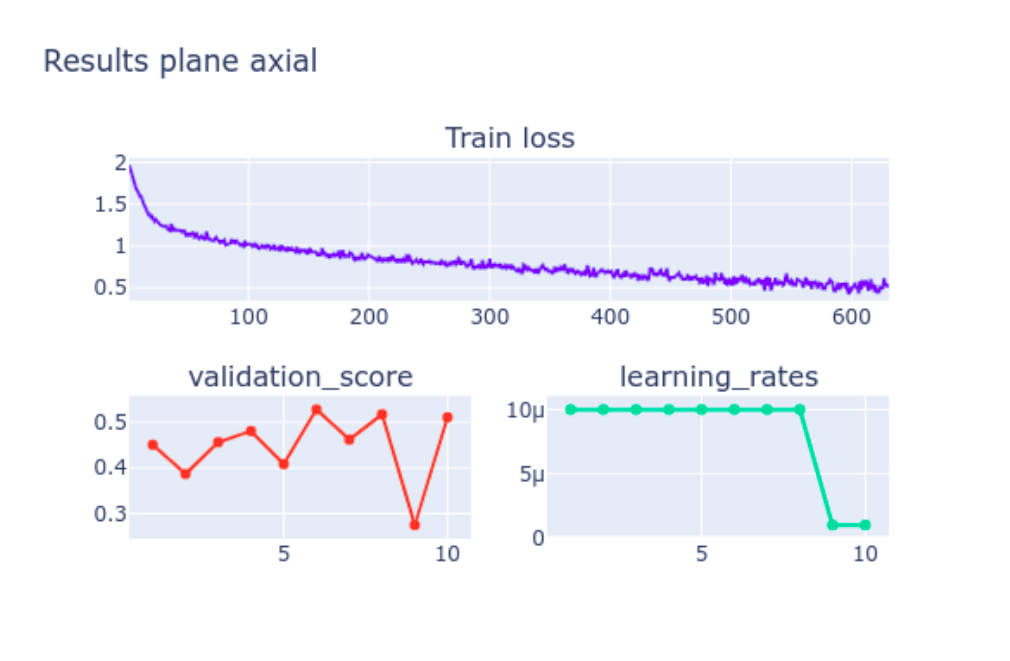 Results plane axial
Train loss
2
1.5
1
0.5
100 200 300 400 500 600
validation_score
0.5
0.4
0.3
5 10
learning_rates
10μ
5μ
0
5 10